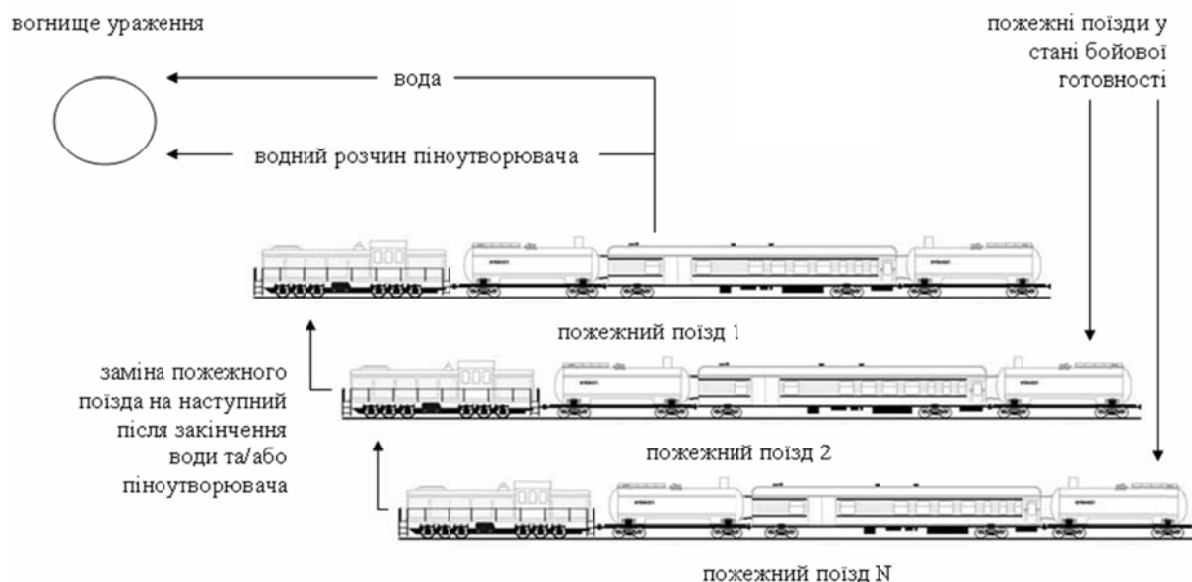 вогнище ураження
пожежні поїзди у
стані бойової
готовності
вода
водний розчин піноутворювача
пожежний поїзд 1
заміна пожежного
поїзда на наступний
після закінчення
води та/або
піноутворювача
пожежний поїзд 2
пожежний поїзд N